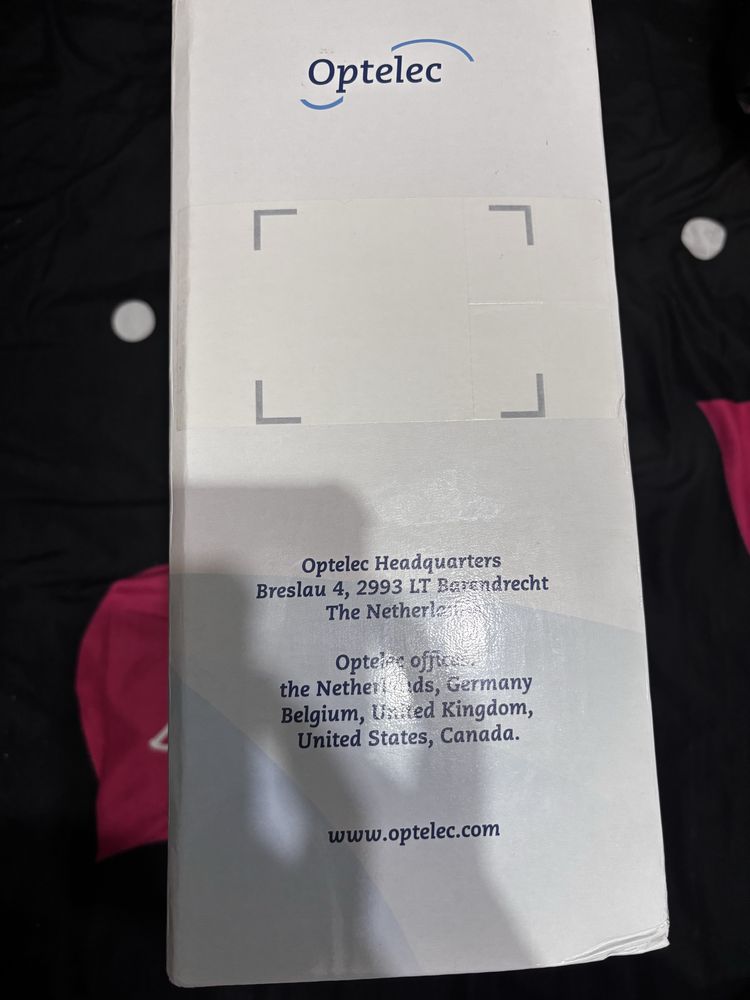 Optelec
Optelec Headquarters
Breslau 4, 2993 LT Barendrecht
The Netherlands
Optelec offices:
the Netherlands, Germany
Belgium, United Kingdom,
United States, Canada.
www.optelec.com